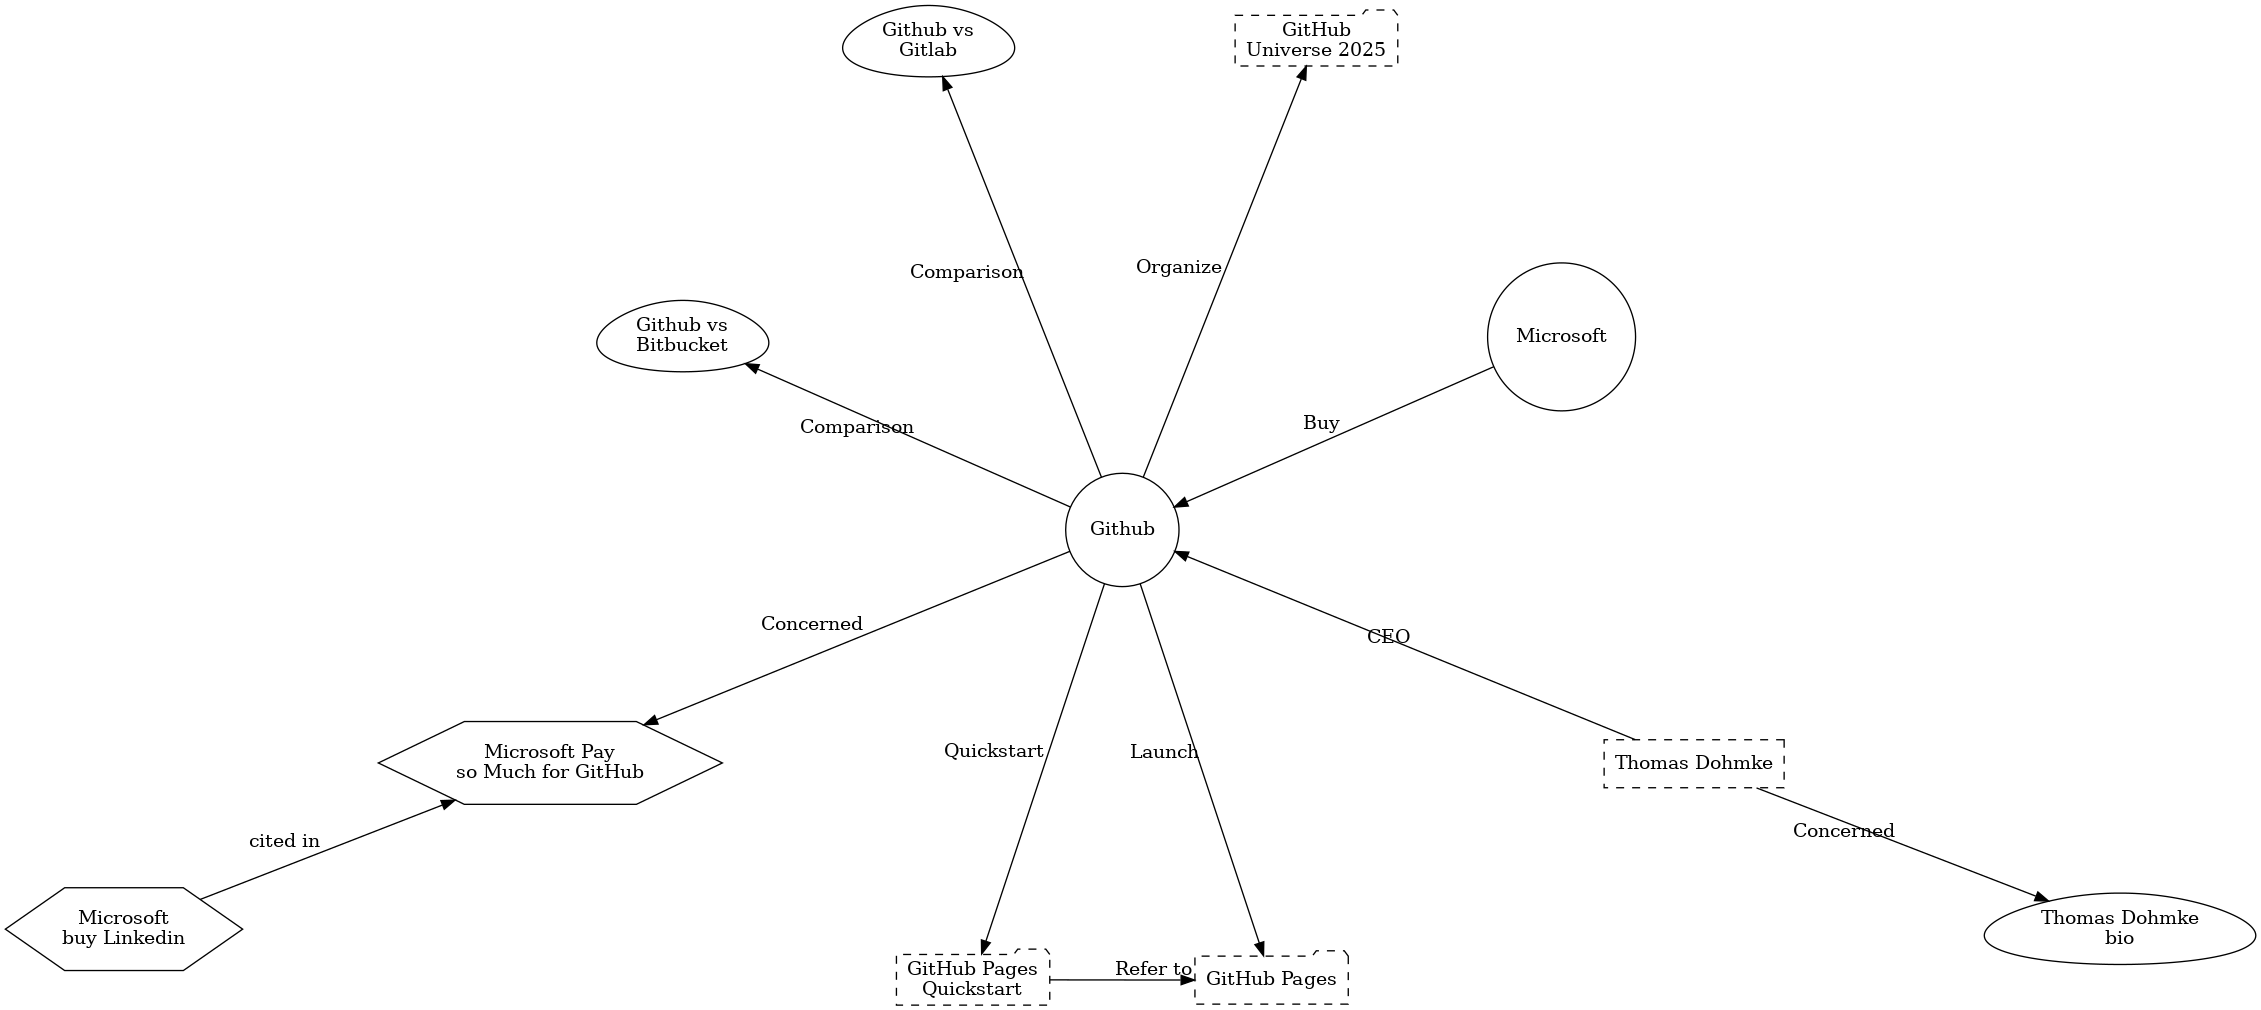 Github vs
Gitlab
GitHub
Universe 2025
Comparison
Organize
Github vs
Bitbucket
Microsoft
Comparison
Buy
Github
Concerned
CEO
Microsoft Pay
so Much for GitHub
Quickstart
Launch
Thomas Dohmke
cited in
Concerned
Microsoft
buy Linkedin
Thomas Dohmke
bio
GitHub Pages
Quickstart
Refer to
GitHub Pages